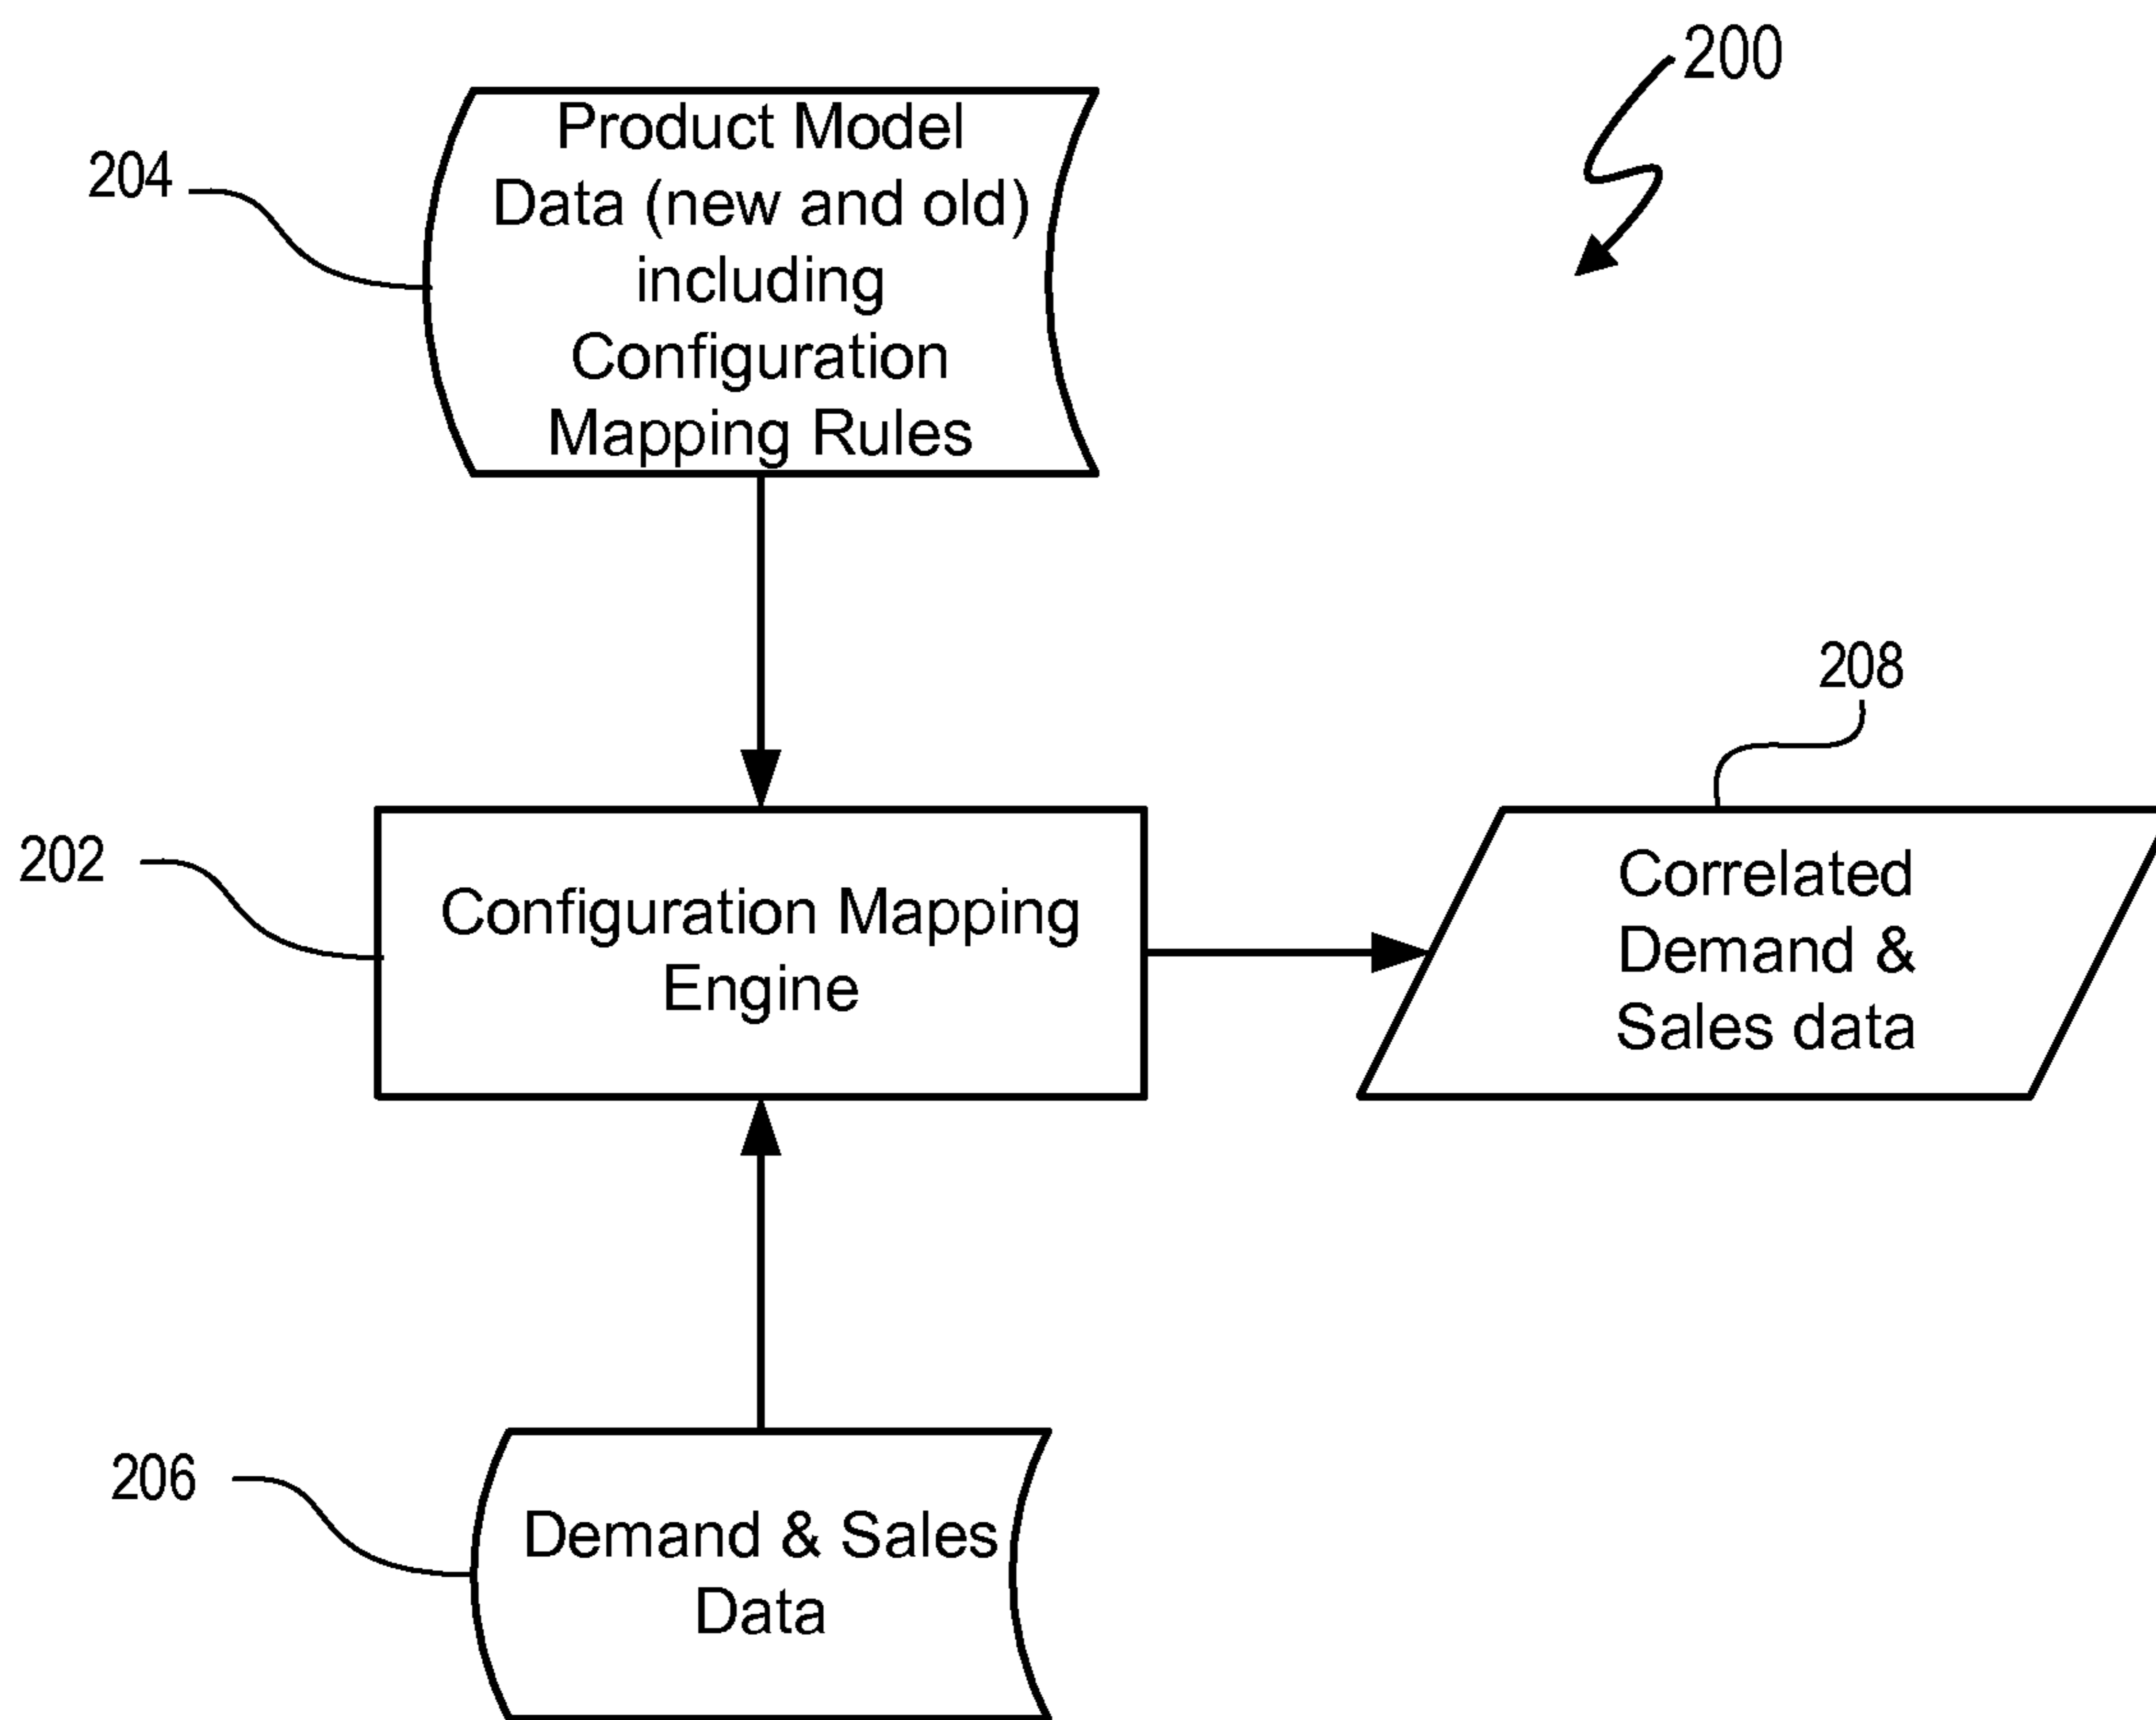 200
204
Product Model
Data (new and old)
including
Configuration
Mapping Rules
208
202
Configuration Mapping
Engine
Correlated
Demand &
Sales data
206
Demand & Sales
Data